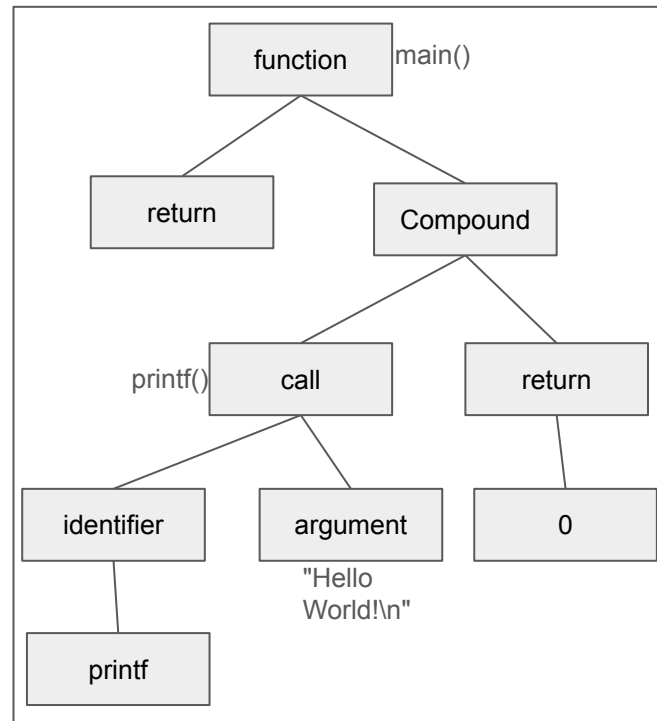 function main()
return
Compound
printf() call
return
identifier
argument
0
"Hello
World!\n"
printf